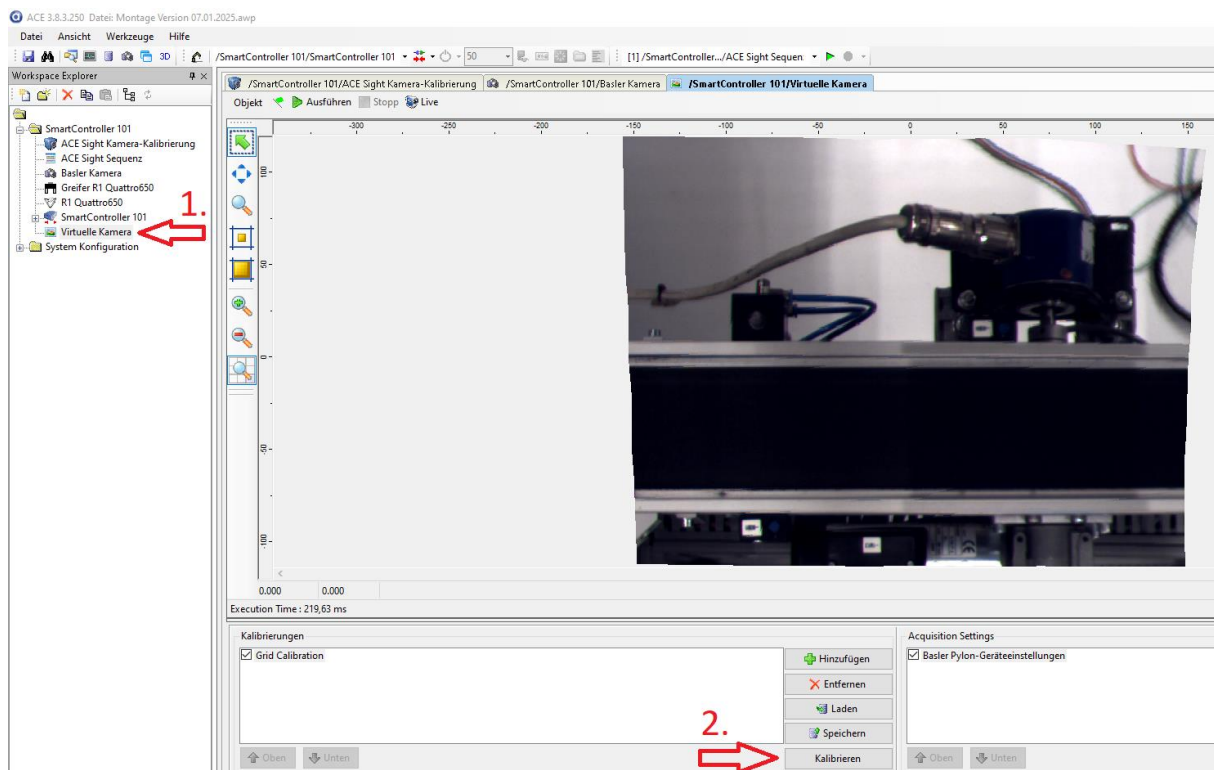 ACE 3.8.3.250 Datei: Montage Version 07.01.2025.awp
Datei Ansicht Werkzeuge Hilfe
/SmartController 101/SmartController 101 50 3D [1] /SmartController.../ACE Sight Sequen
Workspace Explorer
/SmartController 101/ACE Sight Kamera-Kalibrierung /SmartController 101/Basler Kamera /SmartController 101/Virtuelle Kamera
Objekt Ausführen Stopp Live
SmartController 101
ACE Sight Kamera-Kalibrierung
ACE Sight Sequenz
Basler Kamera
Greifer R1 Quattro650
R1 Quattro650
SmartController 101
Virtuelle Kamera
System Konfiguration
1.
-300 -250 -200 -150 -100 -50 0 50 100 150
100
50
0
-50
-100
0.000 0.000
Execution Time : 219,63 ms
Kalibrierungen
Grid Calibration
Hinzufügen
Entfernen
Laden
Speichern
Kalibrieren
Oben Unten
2.
Acquisition Settings
Basler Pylon-Geräteeinstellungen
Oben Unten